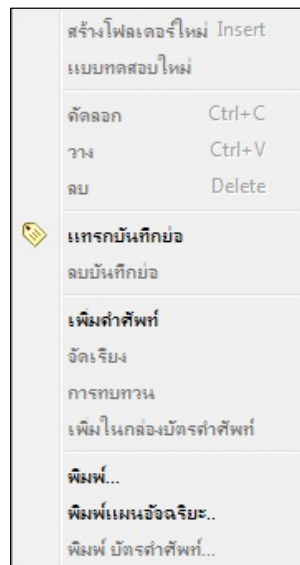 สร้างโฟลเดอร์ใหม่ Insert
แบบทดสอบใหม่
คัดลอก Ctrl+C
วาง Ctrl+V
ลบ Delete
แทรกบันทึกย่อ
ลบบันทึกย่อ
เพิ่มคำศัพท์
จัดเรียง
การทบทวน
เพิ่มในกล่องบัตรคำศัพท์
พิมพ์...
พิมพ์แผนอัจฉริยะ..
พิมพ์ บัตรคำศัพท์...